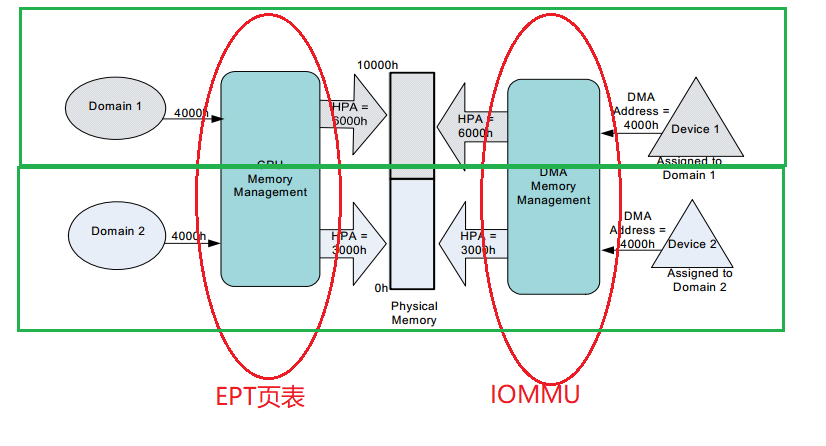 10000h
Domain 1
4000h
HPA =
6000h
HPA =
6000h
DMA
Address =
4000h
Device 1
Assigned to
Domain 1
CPU
Memory
Management
DMA
Memory
Management
Domain 2
4000h
HPA =
3000h
HPA =
3000h
DMA
Address =
4000h
Device 2
Assigned to
Domain 2
0h
Physical
Memory
EPT页表
IOMMU